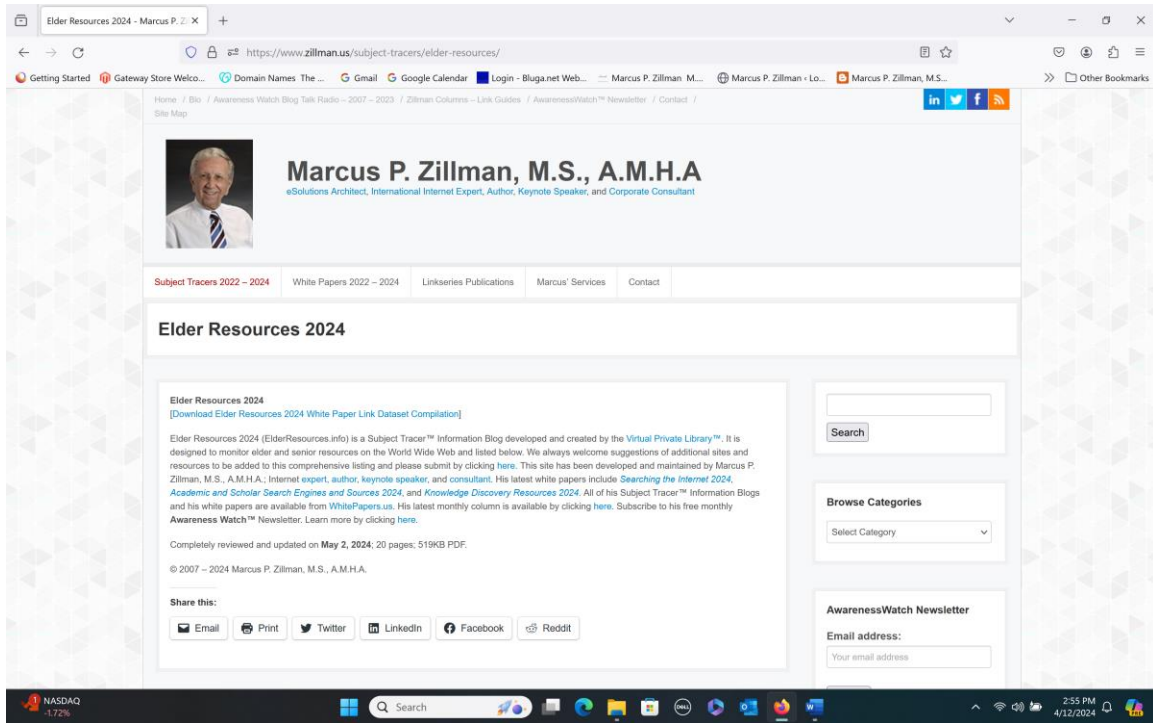 Elder Resources 2024 - Marcus P. Z
https://www.zillman.us/subject-tracers/elder-resources/
Getting Started Gateway Store Welco... Domain Names The ... Gmail Google Calendar Login - Bluga.net Web... Marcus P. Zillman M.... Marcus P. Zillman ‹ Lo... Marcus P. Zillman, M.S... Other Bookmarks
Home / Bio / Awareness Watch Blog Talk Radio – 2007 – 2023 / Zillman Columns – Link Guides / AwarenessWatch™ Newsletter / Contact /
Site Map
Marcus P. Zillman, M.S., A.M.H.A
eSolutions Architect, International Internet Expert, Author, Keynote Speaker, and Corporate Consultant
Subject Tracers 2022 – 2024 White Papers 2022 – 2024 Linkseries Publications Marcus' Services Contact
Elder Resources 2024
Elder Resources 2024
[Download Elder Resources 2024 White Paper Link Dataset Compilation]
Elder Resources 2024 (ElderResources.info) is a Subject Tracer™ Information Blog developed and created by the Virtual Private Library™. It is
designed to monitor elder and senior resources on the World Wide Web and listed below. We always welcome suggestions of additional sites and
resources to be added to this comprehensive listing and please submit by clicking here. This site has been developed and maintained by Marcus P.
Zillman, M.S., A.M.H.A.; Internet expert, author, keynote speaker, and consultant. His latest white papers include Searching the Internet 2024,
Academic and Scholar Search Engines and Sources 2024, and Knowledge Discovery Resources 2024. All of his Subject Tracer™ Information Blogs
and his white papers are available from WhitePapers.us. His latest monthly column is available by clicking here. Subscribe to his free monthly
Awareness Watch™ Newsletter. Learn more by clicking here.
Completely reviewed and updated on May 2, 2024; 20 pages; 519KB PDF.
© 2007 – 2024 Marcus P. Zillman, M.S., A.M.H.A.
Share this:
Email Print Twitter LinkedIn Facebook Reddit
Search
Browse Categories
Select Category
AwarenessWatch Newsletter
Email address:
Your email address
1
NASDAQ
-1.72%
Search
DELL
2:55 PM
4/12/2024